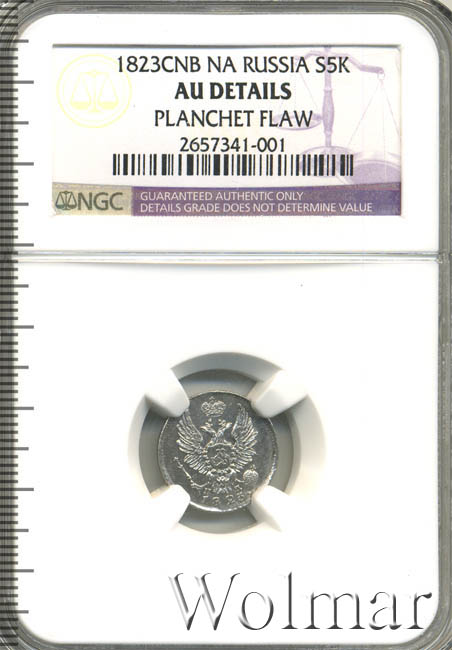 1823CNB NA RUSSIA S5K
AU DETAILS
PLANCHET FLAW
2657341-001
NGC
GUARANTEED AUTHENTIC ONLY
DETAILS GRADE DOES NOT DETERMINE VALUE
1823
Wolmar